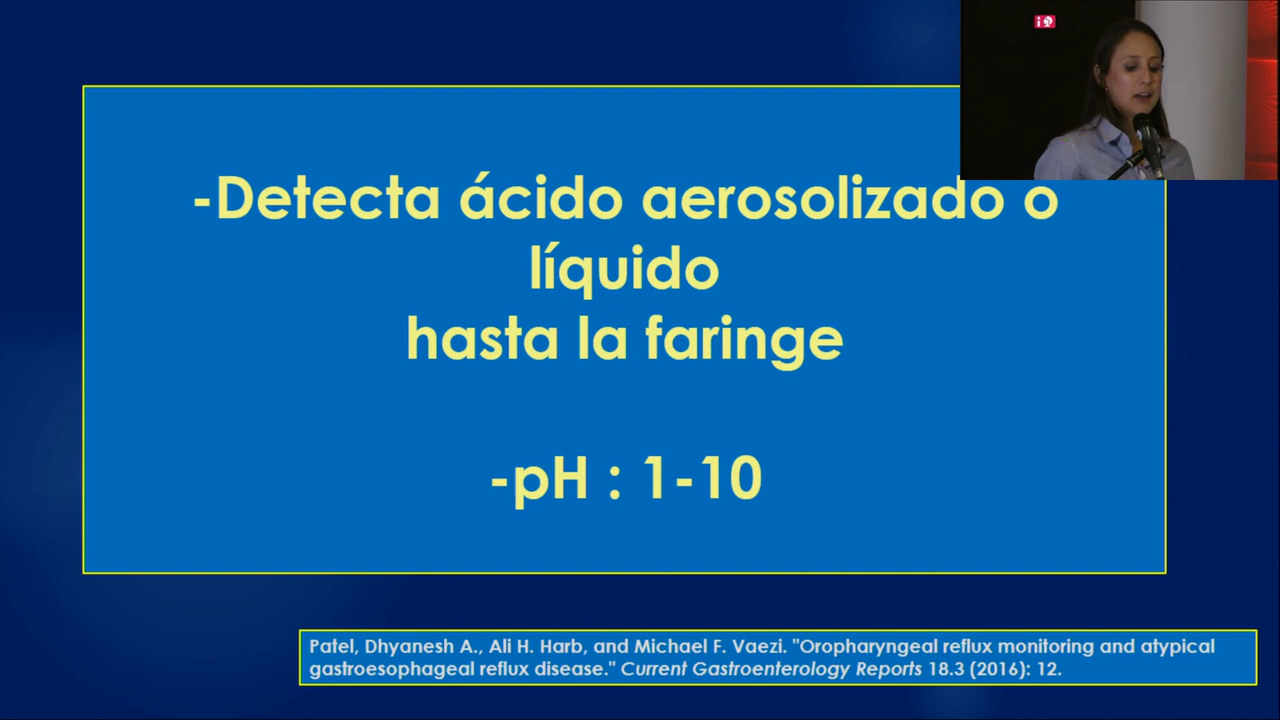 -Detecta ácido aerosolizado o
líquido
hasta la faringe
-pH : 1-10
Patel, Dhyanesh A., Ali H. Harb, and Michael F. Vaezi. "Oropharyngeal reflux monitoring and atypical
gastroesophageal reflux disease." Current Gastroenterology Reports 18.3 (2016): 12.